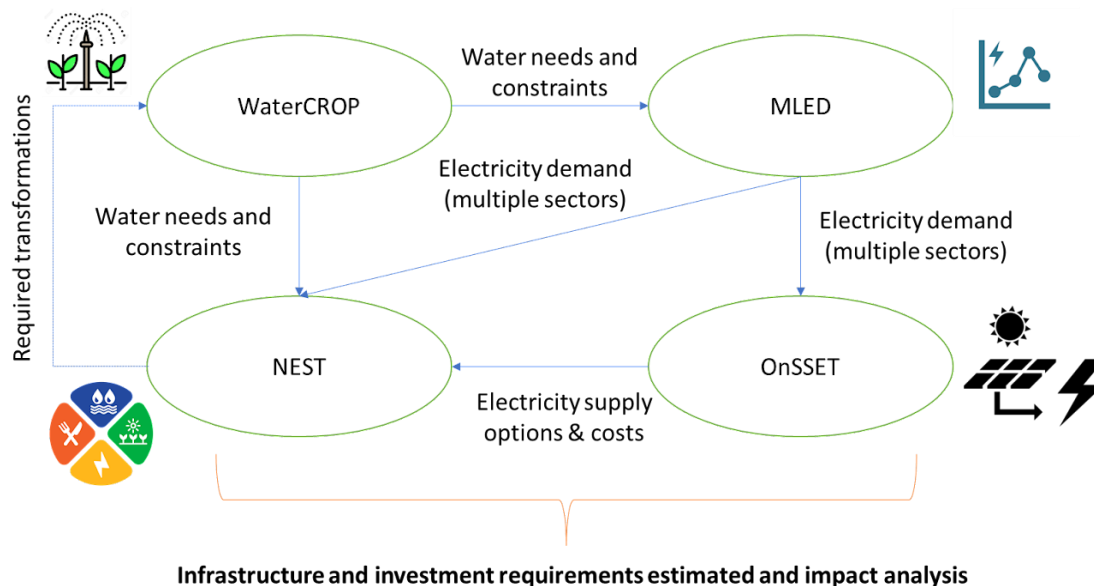 WaterCROP
Water needs and
constraints
MLED
Electricity demand
(multiple sectors)
Water needs and
constraints
Electricity demand
(multiple sectors)
Required transformations
NEST
OnSSET
Electricity supply
options & costs
Infrastructure and investment requirements estimated and impact analysis